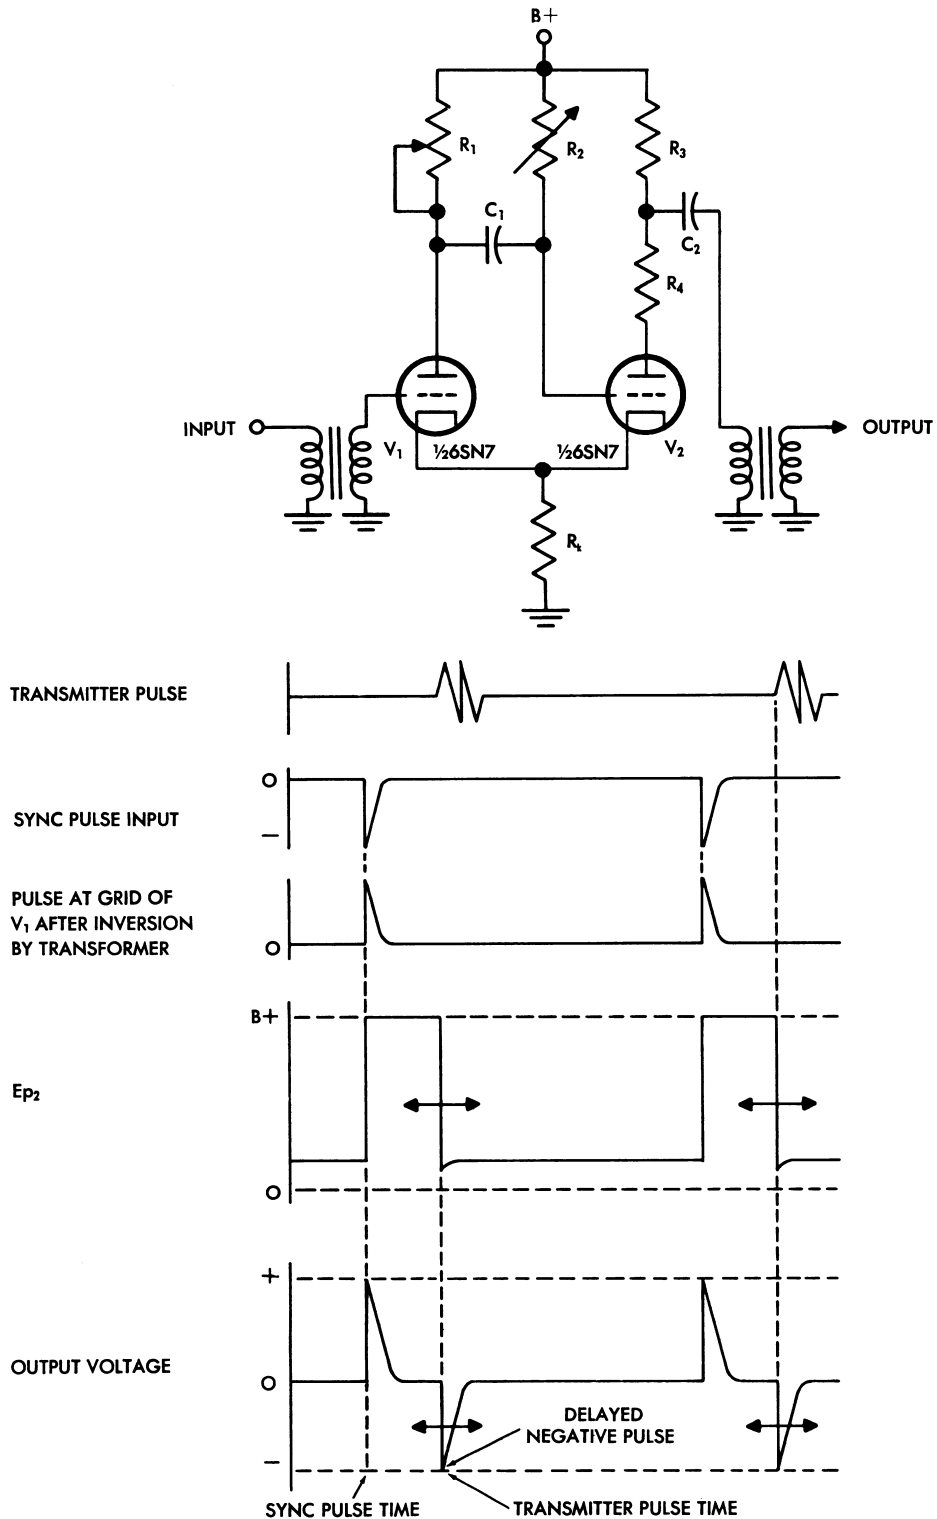 B+
R₁
R₂
R₃
C₁
C₂
R₄
INPUT
V₁
½6SN7
½6SN7
V₂
OUTPUT
Rₖ
TRANSMITTER PULSE
O
SYNC PULSE INPUT
−
PULSE AT GRID OF
V₁ AFTER INVERSION
BY TRANSFORMER
O
B+
Ep₂
O
+
OUTPUT VOLTAGE
O
DELAYED
NEGATIVE PULSE
−
SYNC PULSE TIME
TRANSMITTER PULSE TIME